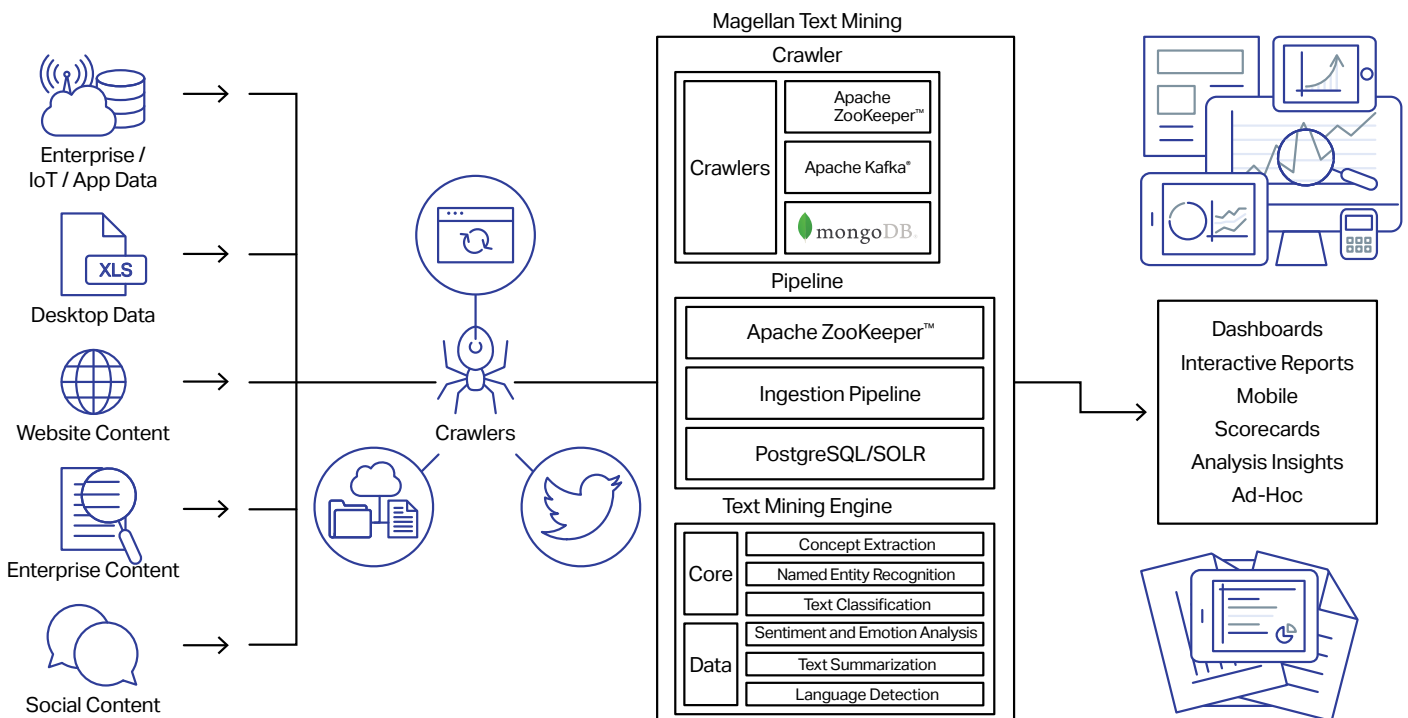 Enterprise /
IoT / App Data
XLS
Desktop Data
Website Content
Enterprise Content
Social Content
Crawlers
Magellan Text Mining
Crawler
Crawlers
Apache
ZooKeeper™
Apache Kafka®
mongoDB.
Pipeline
Apache ZooKeeper™
Ingestion Pipeline
PostgreSQL/SOLR
Text Mining Engine
Core
Concept Extraction
Named Entity Recognition
Text Classification
Data
Sentiment and Emotion Analysis
Text Summarization
Language Detection
Dashboards
Interactive Reports
Mobile
Scorecards
Analysis Insights
Ad-Hoc